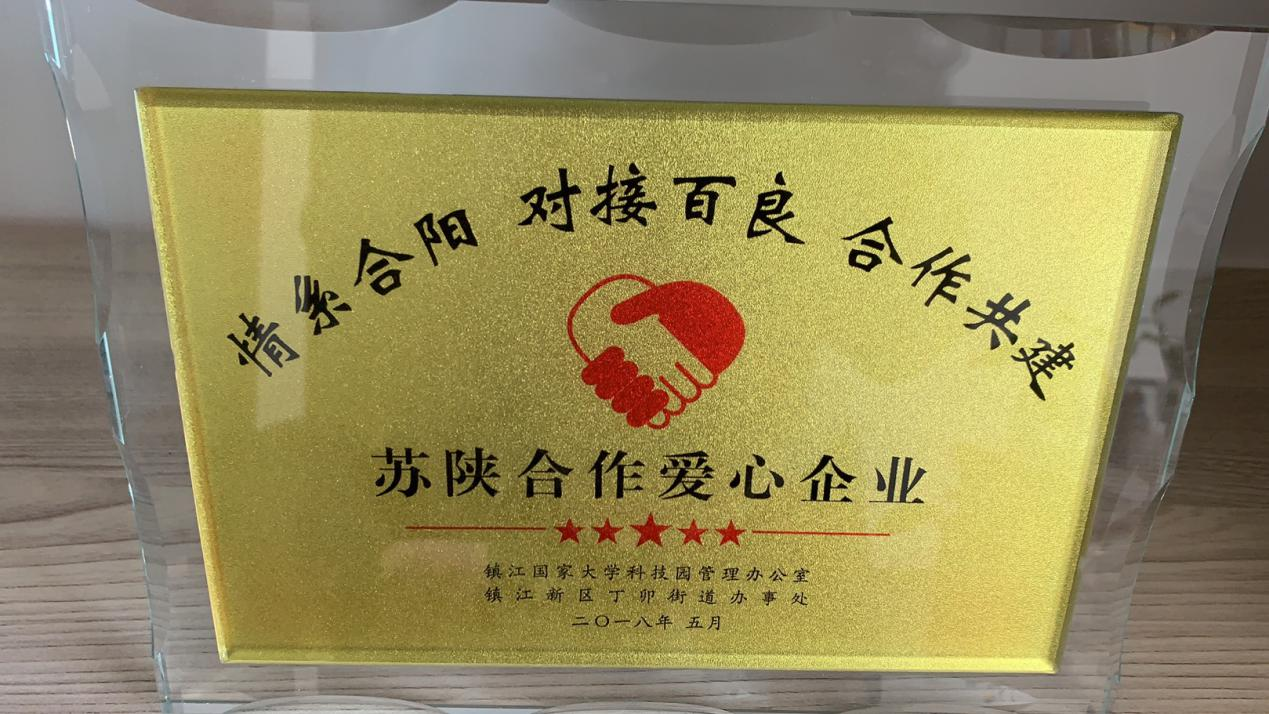 情系合阳 对接百良 合作共建
苏陕合作爱心企业
镇江国家大学科技园管理办公室
镇江新区丁卯街道办事处
二〇一八年 五月